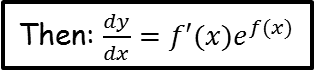 Then: dy/dx = f′(x)e^f(x)